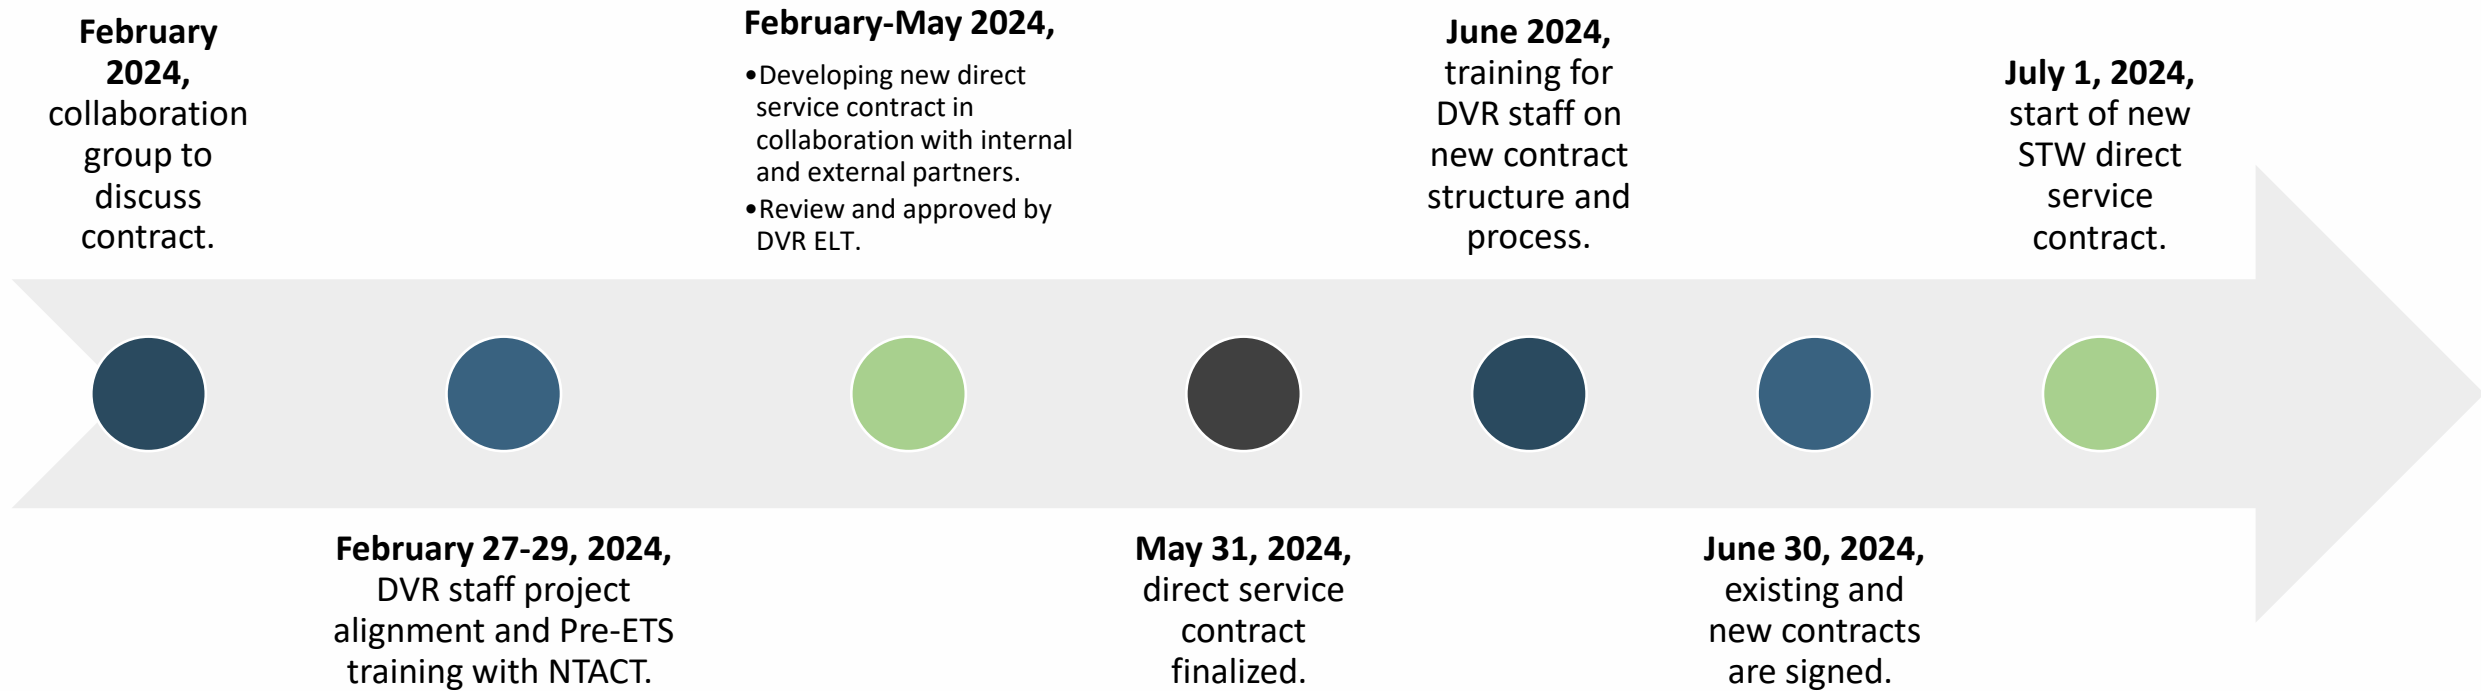 February
2024,
collaboration
group to
discuss
contract.
February 27-29, 2024,
DVR staff project
alignment and Pre-ETS
training with NTACT.
February-May 2024,
•Developing new direct
service contract in
collaboration with internal
and external partners.
•Review and approved by
DVR ELT.
May 31, 2024,
direct service
contract
finalized.
June 2024,
training for
DVR staff on
new contract
structure and
process.
June 30, 2024,
existing and
new contracts
are signed.
July 1, 2024,
start of new
STW direct
service
contract.